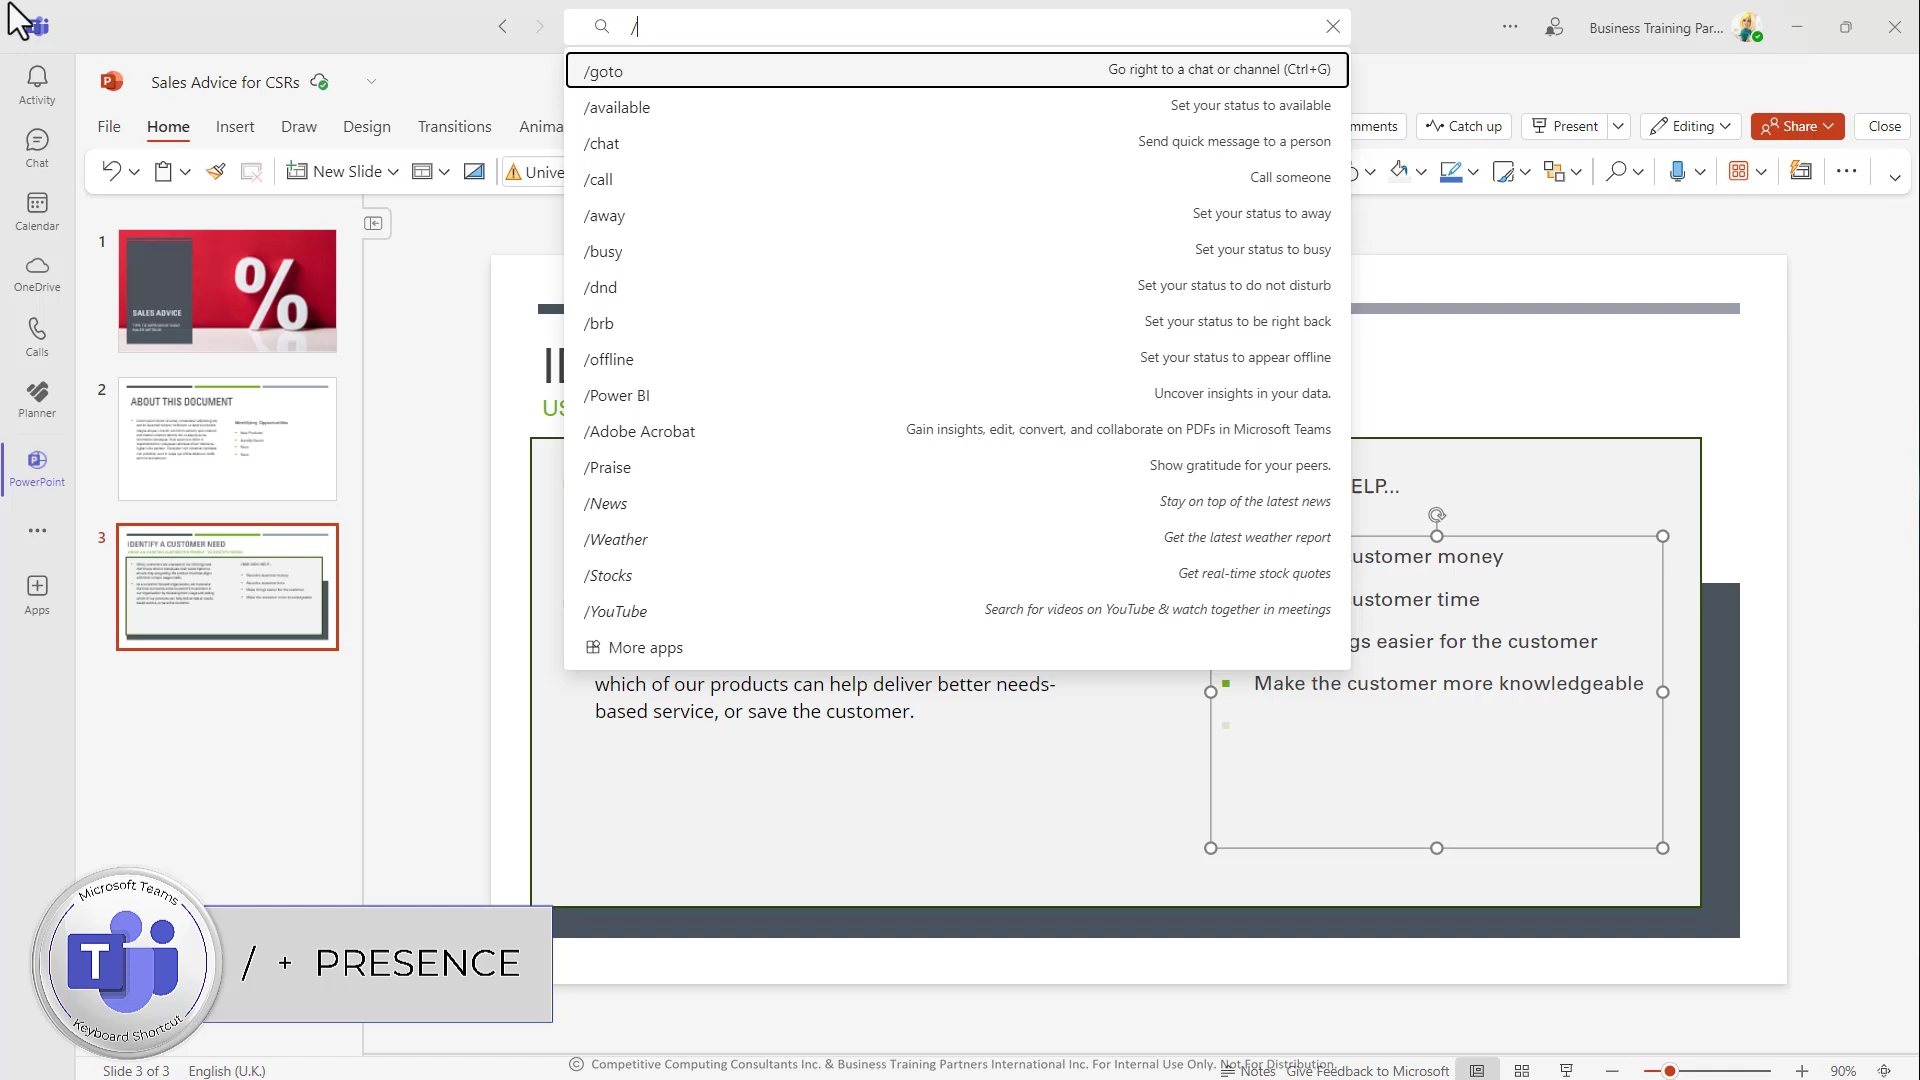 /
Business Training Par...
/goto Go right to a chat or channel (Ctrl+G)
/available Set your status to available
/chat Send quick message to a person
/call Call someone
/away Set your status to away
/busy Set your status to busy
/dnd Set your status to do not disturb
/brb Set your status to be right back
/offline Set your status to appear offline
/Power BI Uncover insights in your data.
/Adobe Acrobat Gain insights, edit, convert, and collaborate on PDFs in Microsoft Teams
/Praise Show gratitude for your peers.
/News Stay on top of the latest news
/Weather Get the latest weather report
/Stocks Get real-time stock quotes
/YouTube Search for videos on YouTube & watch together in meetings
More apps
Activity
Chat
Calendar
OneDrive
Calls
Planner
PowerPoint
Apps
Sales Advice for CSRs
File Home Insert Draw Design Transitions Anima
mments Catch up Present Editing Share Close
New Slide
Unive
1
SALES ADVICE
%
2
ABOUT THIS DOCUMENT
Identifying Opportunities
3
IDENTIFY A CUSTOMER NEED
US
ELP...
ustomer money
ustomer time
gs easier for the customer
Make the customer more knowledgeable
which of our products can help deliver better needs-
based service, or save the customer.
Microsoft Teams
T
Keyboard Shortcut
/ + PRESENCE
© Competitive Computing Consultants Inc. & Business Training Partners International Inc. For Internal Use Only. Not For Distribution.
Slide 3 of 3 English (U.K.)
Notes Give Feedback to Microsoft
90%